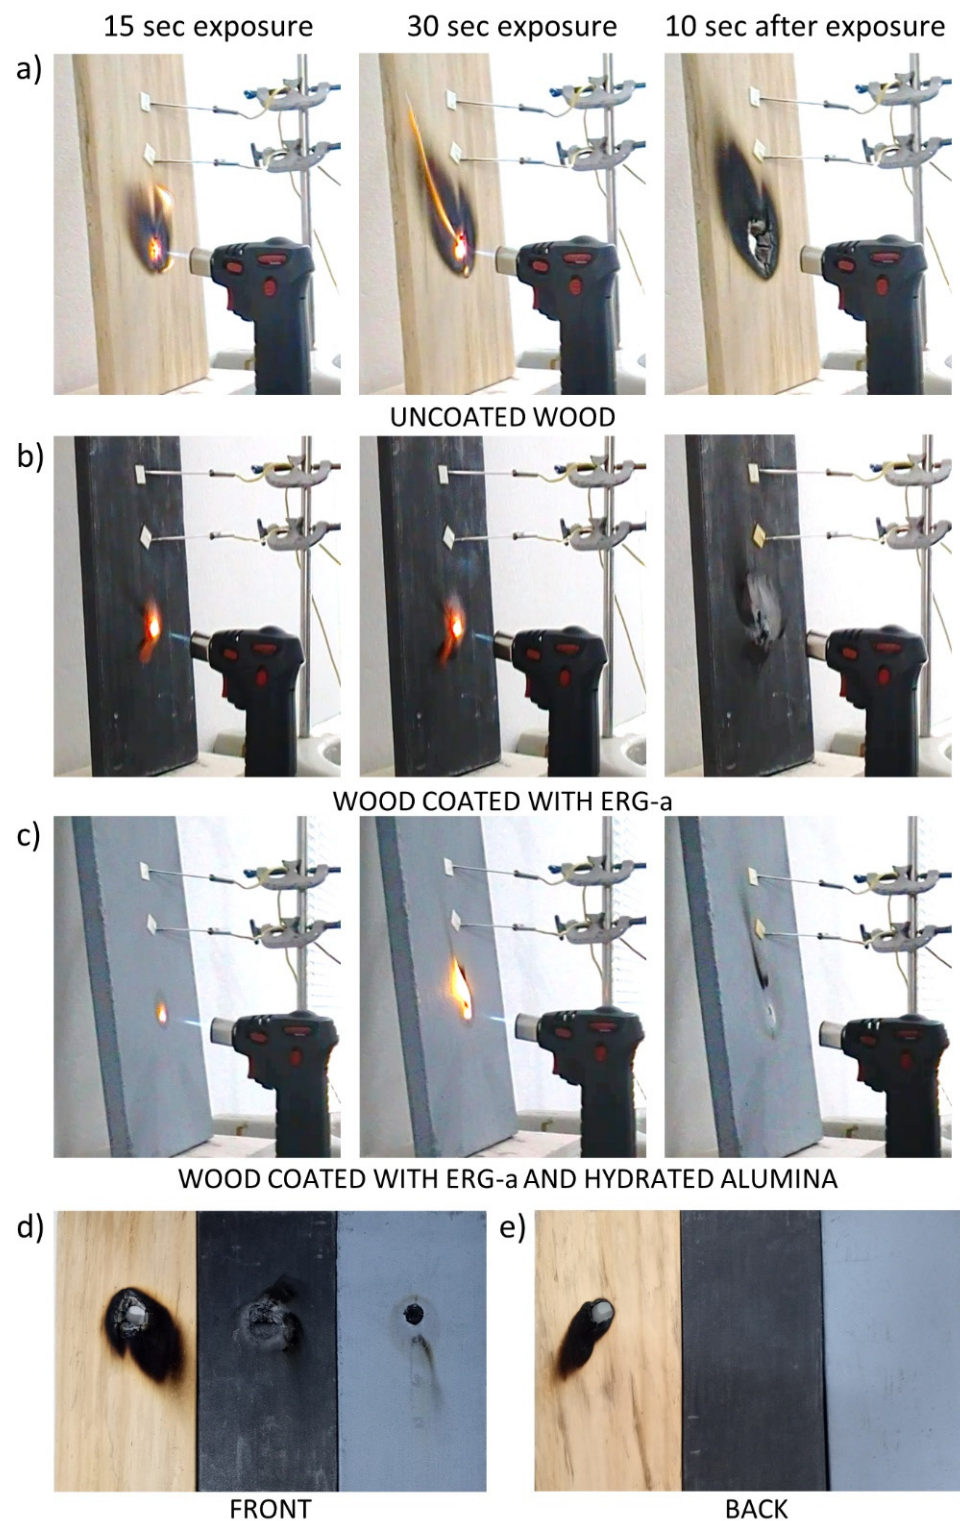 15 sec exposure 30 sec exposure 10 sec after exposure
a)
UNCOATED WOOD
b)
WOOD COATED WITH ERG-a
c)
WOOD COATED WITH ERG-a AND HYDRATED ALUMINA
d) e)
FRONT BACK